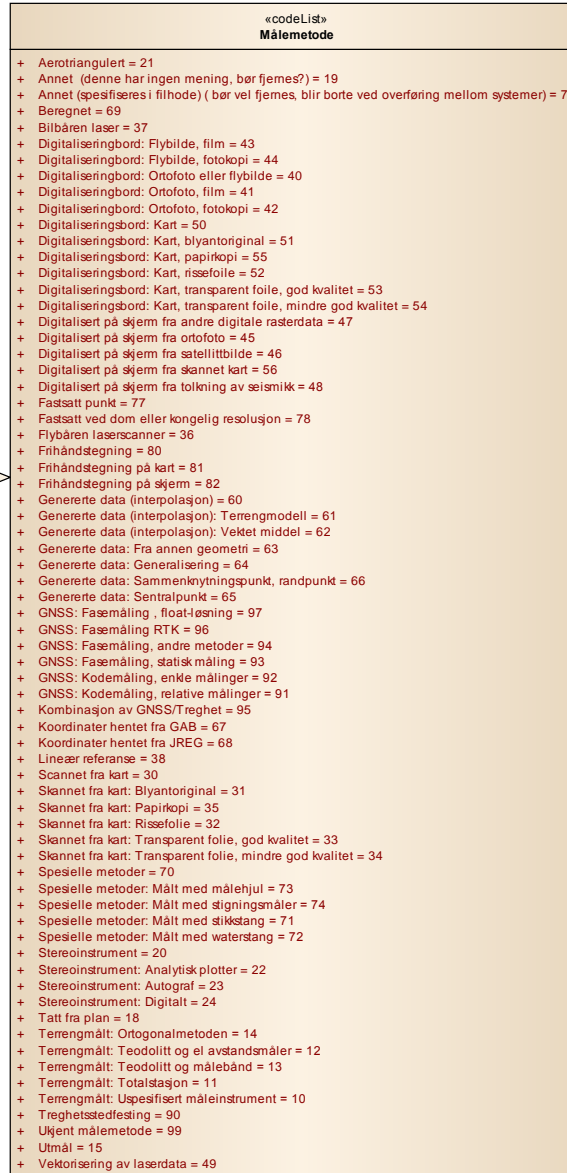 «codeList»
Målemetode
+ Aerotriangulert = 21
+ Annet (denne har ingen mening, bør fjernes?) = 19
+ Annet (spesifiseres i filhode) ( bør vel fjernes, blir borte ved overføring mellom systemer) = 7
+ Beregnet = 69
+ Bilbåren laser = 37
+ Digitaliseringbord: Flybilde, film = 43
+ Digitaliseringbord: Flybilde, fotokopi = 44
+ Digitaliseringbord: Ortofoto eller flybilde = 40
+ Digitaliseringbord: Ortofoto, film = 41
+ Digitaliseringbord: Ortofoto, fotokopi = 42
+ Digitaliseringsbord: Kart = 50
+ Digitaliseringsbord: Kart, blyantoriginal = 51
+ Digitaliseringsbord: Kart, papirkopi = 55
+ Digitaliseringsbord: Kart, rissefoile = 52
+ Digitaliseringsbord: Kart, transparent foile, god kvalitet = 53
+ Digitaliseringsbord: Kart, transparent foile, mindre god kvalitet = 54
+ Digitalisert på skjerm fra andre digitale rasterdata = 47
+ Digitalisert på skjerm fra ortofoto = 45
+ Digitalisert på skjerm fra satellittbilde = 46
+ Digitalisert på skjerm fra skannet kart = 56
+ Digitalisert på skjerm fra tolkning av seismikk = 48
+ Fastsatt punkt = 77
+ Fastsatt ved dom eller kongelig resolusjon = 78
+ Flybåren laserscanner = 36
+ Frihåndstegning = 80
+ Frihåndstegning på kart = 81
+ Frihåndstegning på skjerm = 82
+ Genererte data (interpolasjon) = 60
+ Genererte data (interpolasjon): Terrengmodell = 61
+ Genererte data (interpolasjon): Vektet middel = 62
+ Genererte data: Fra annen geometri = 63
+ Genererte data: Generalisering = 64
+ Genererte data: Sammenknytningspunkt, randpunkt = 66
+ Genererte data: Sentralpunkt = 65
+ GNSS: Fasemåling , float-løsning = 97
+ GNSS: Fasemåling RTK = 96
+ GNSS: Fasemåling, andre metoder = 94
+ GNSS: Fasemåling, statisk måling = 93
+ GNSS: Kodemåling, enkle målinger = 92
+ GNSS: Kodemåling, relative målinger = 91
+ Kombinasjon av GNSS/Treghet = 95
+ Koordinater hentet fra GAB = 67
+ Koordinater hentet fra JREG = 68
+ Lineær referanse = 38
+ Scannet fra kart = 30
+ Skannet fra kart: Blyantoriginal = 31
+ Skannet fra kart: Papirkopi = 35
+ Skannet fra kart: Rissefolie = 32
+ Skannet fra kart: Transparent folie, god kvalitet = 33
+ Skannet fra kart: Transparent folie, mindre god kvalitet = 34
+ Spesielle metoder = 70
+ Spesielle metoder: Målt med målehjul = 73
+ Spesielle metoder: Målt med stigningsmåler = 74
+ Spesielle metoder: Målt med stikkstang = 71
+ Spesielle metoder: Målt med waterstang = 72
+ Stereoinstrument = 20
+ Stereoinstrument: Analytisk plotter = 22
+ Stereoinstrument: Autograf = 23
+ Stereoinstrument: Digitalt = 24
+ Tatt fra plan = 18
+ Terrengmålt: Ortogonalmetoden = 14
+ Terrengmålt: Teodolitt og el avstandsmåler = 12
+ Terrengmålt: Teodolitt og målebånd = 13
+ Terrengmålt: Totalstasjon = 11
+ Terrengmålt: Uspesifisert måleinstrument = 10
+ Treghetsstedfesting = 90
+ Ukjent målemetode = 99
+ Utmål = 15
+ Vektorisering av laserdata = 49